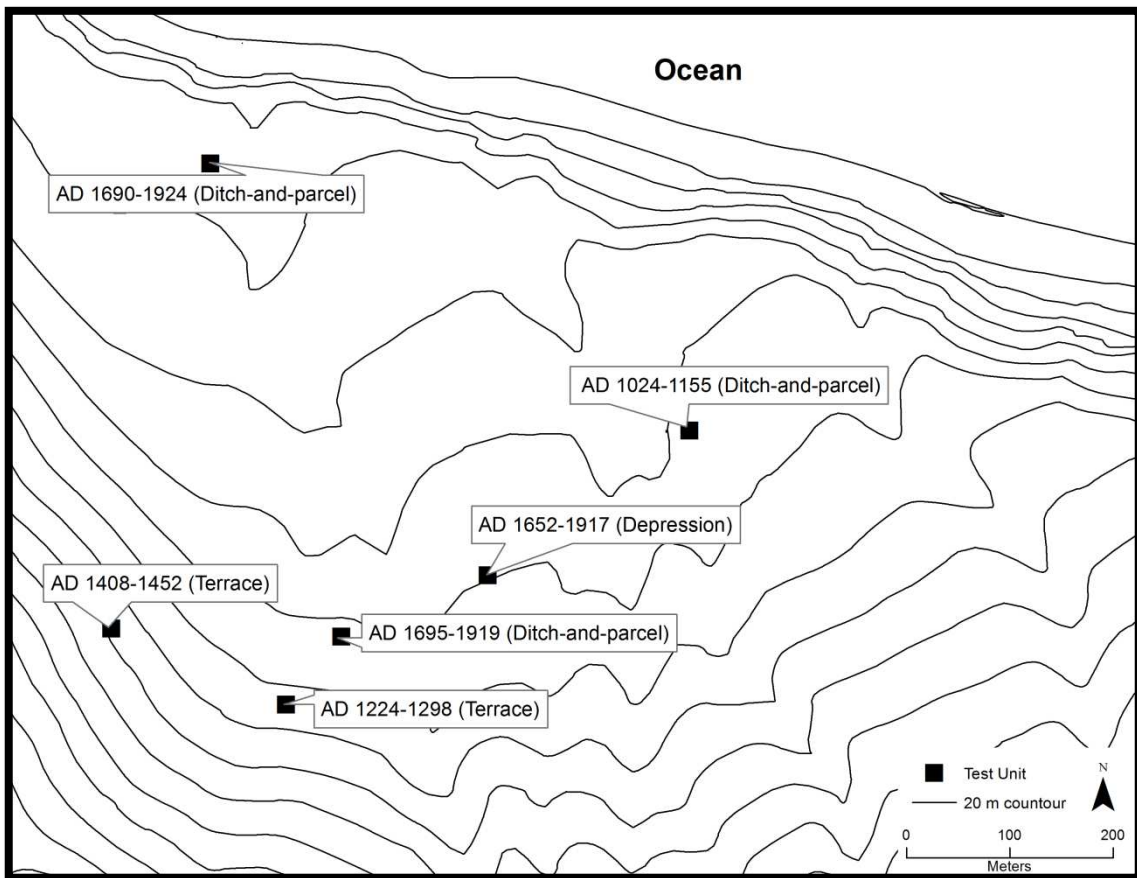 Ocean
AD 1690-1924 (Ditch-and-parcel)
AD 1024-1155 (Ditch-and-parcel)
AD 1652-1917 (Depression)
AD 1408-1452 (Terrace)
AD 1695-1919 (Ditch-and-parcel)
AD 1224-1298 (Terrace)
Test Unit
N
20 m countour
0 100 200
Meters